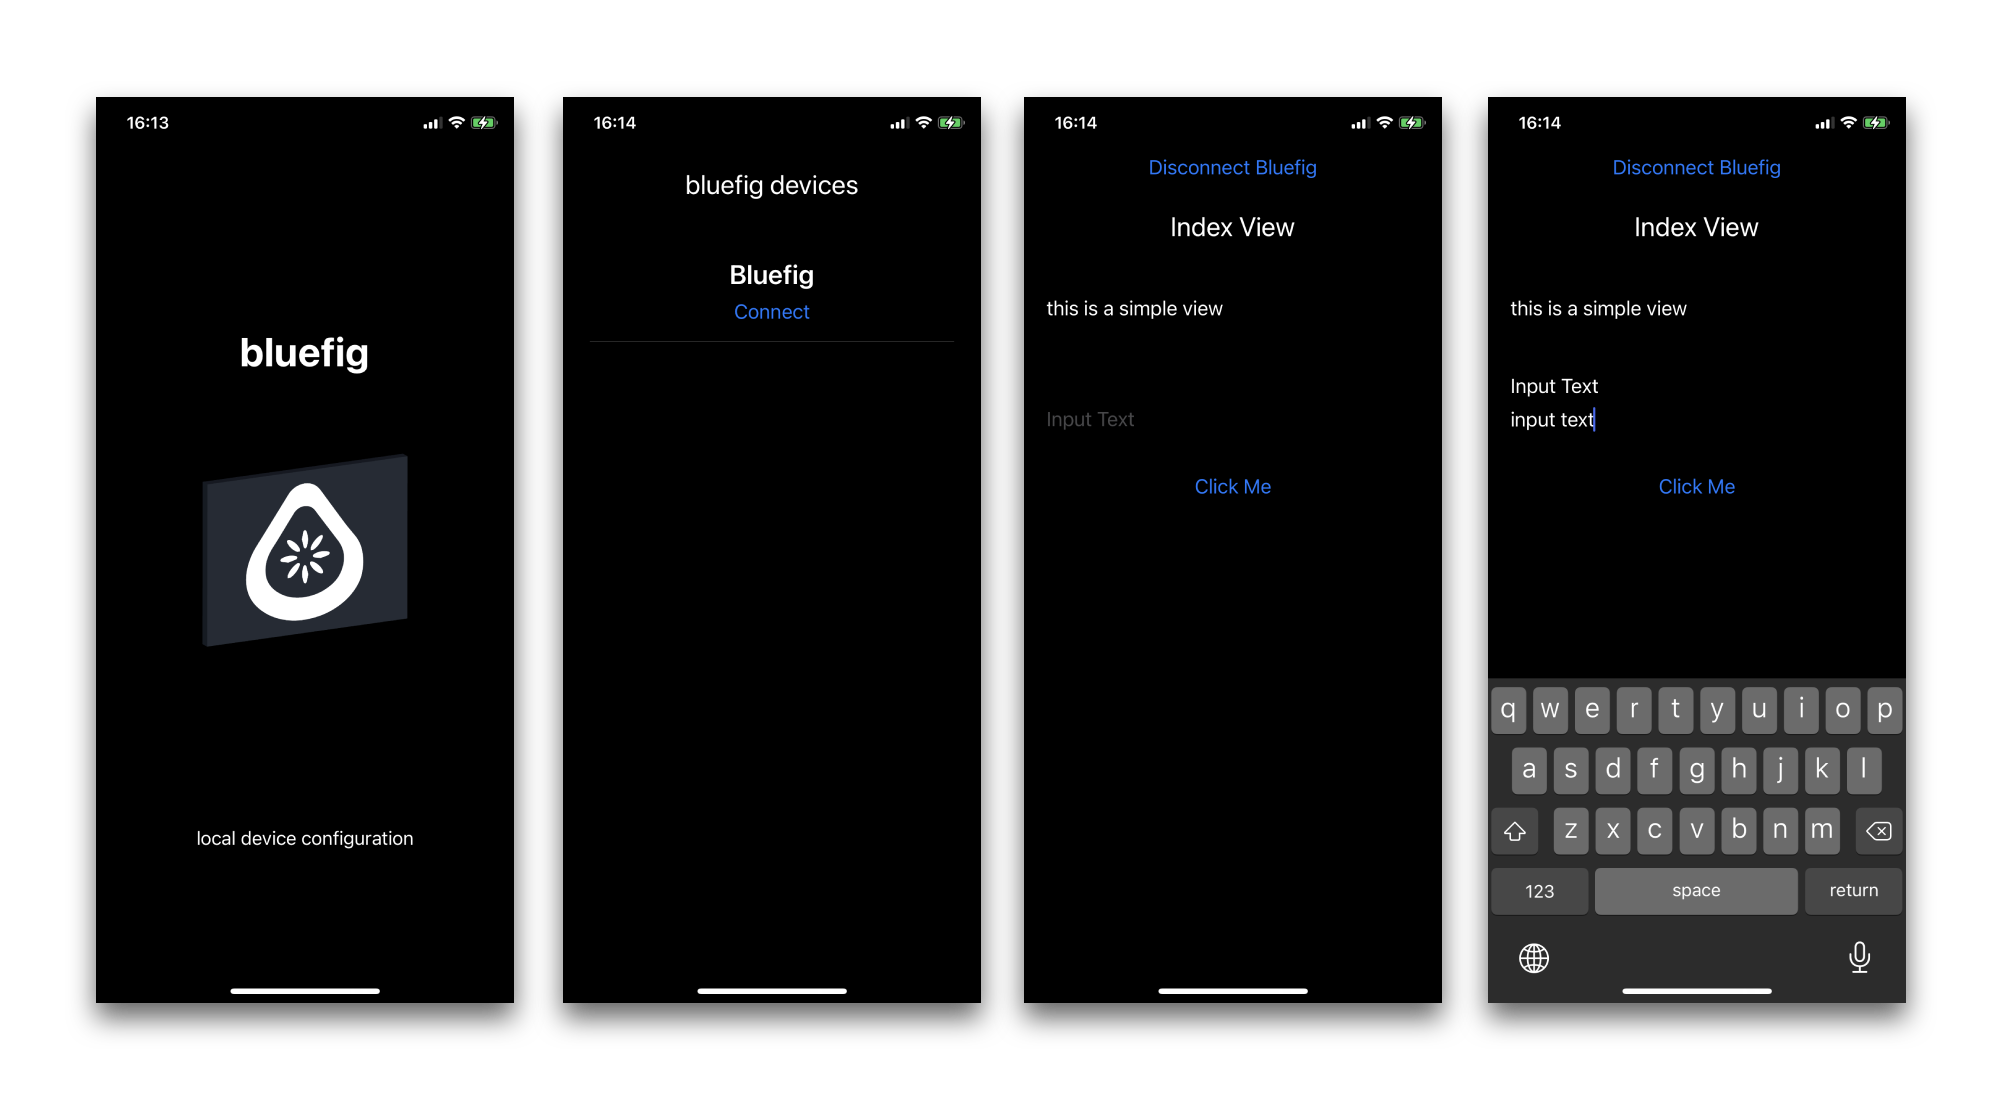 16:13
bluefig
local device configuration
16:14
bluefig devices
Bluefig
Connect
16:14
Disconnect Bluefig
Index View
this is a simple view
Input Text
Click Me
16:14
Disconnect Bluefig
Index View
this is a simple view
Input Text
input text
Click Me
q w e r t y u i o p
a s d f g h j k l
z x c v b n m
123 space return